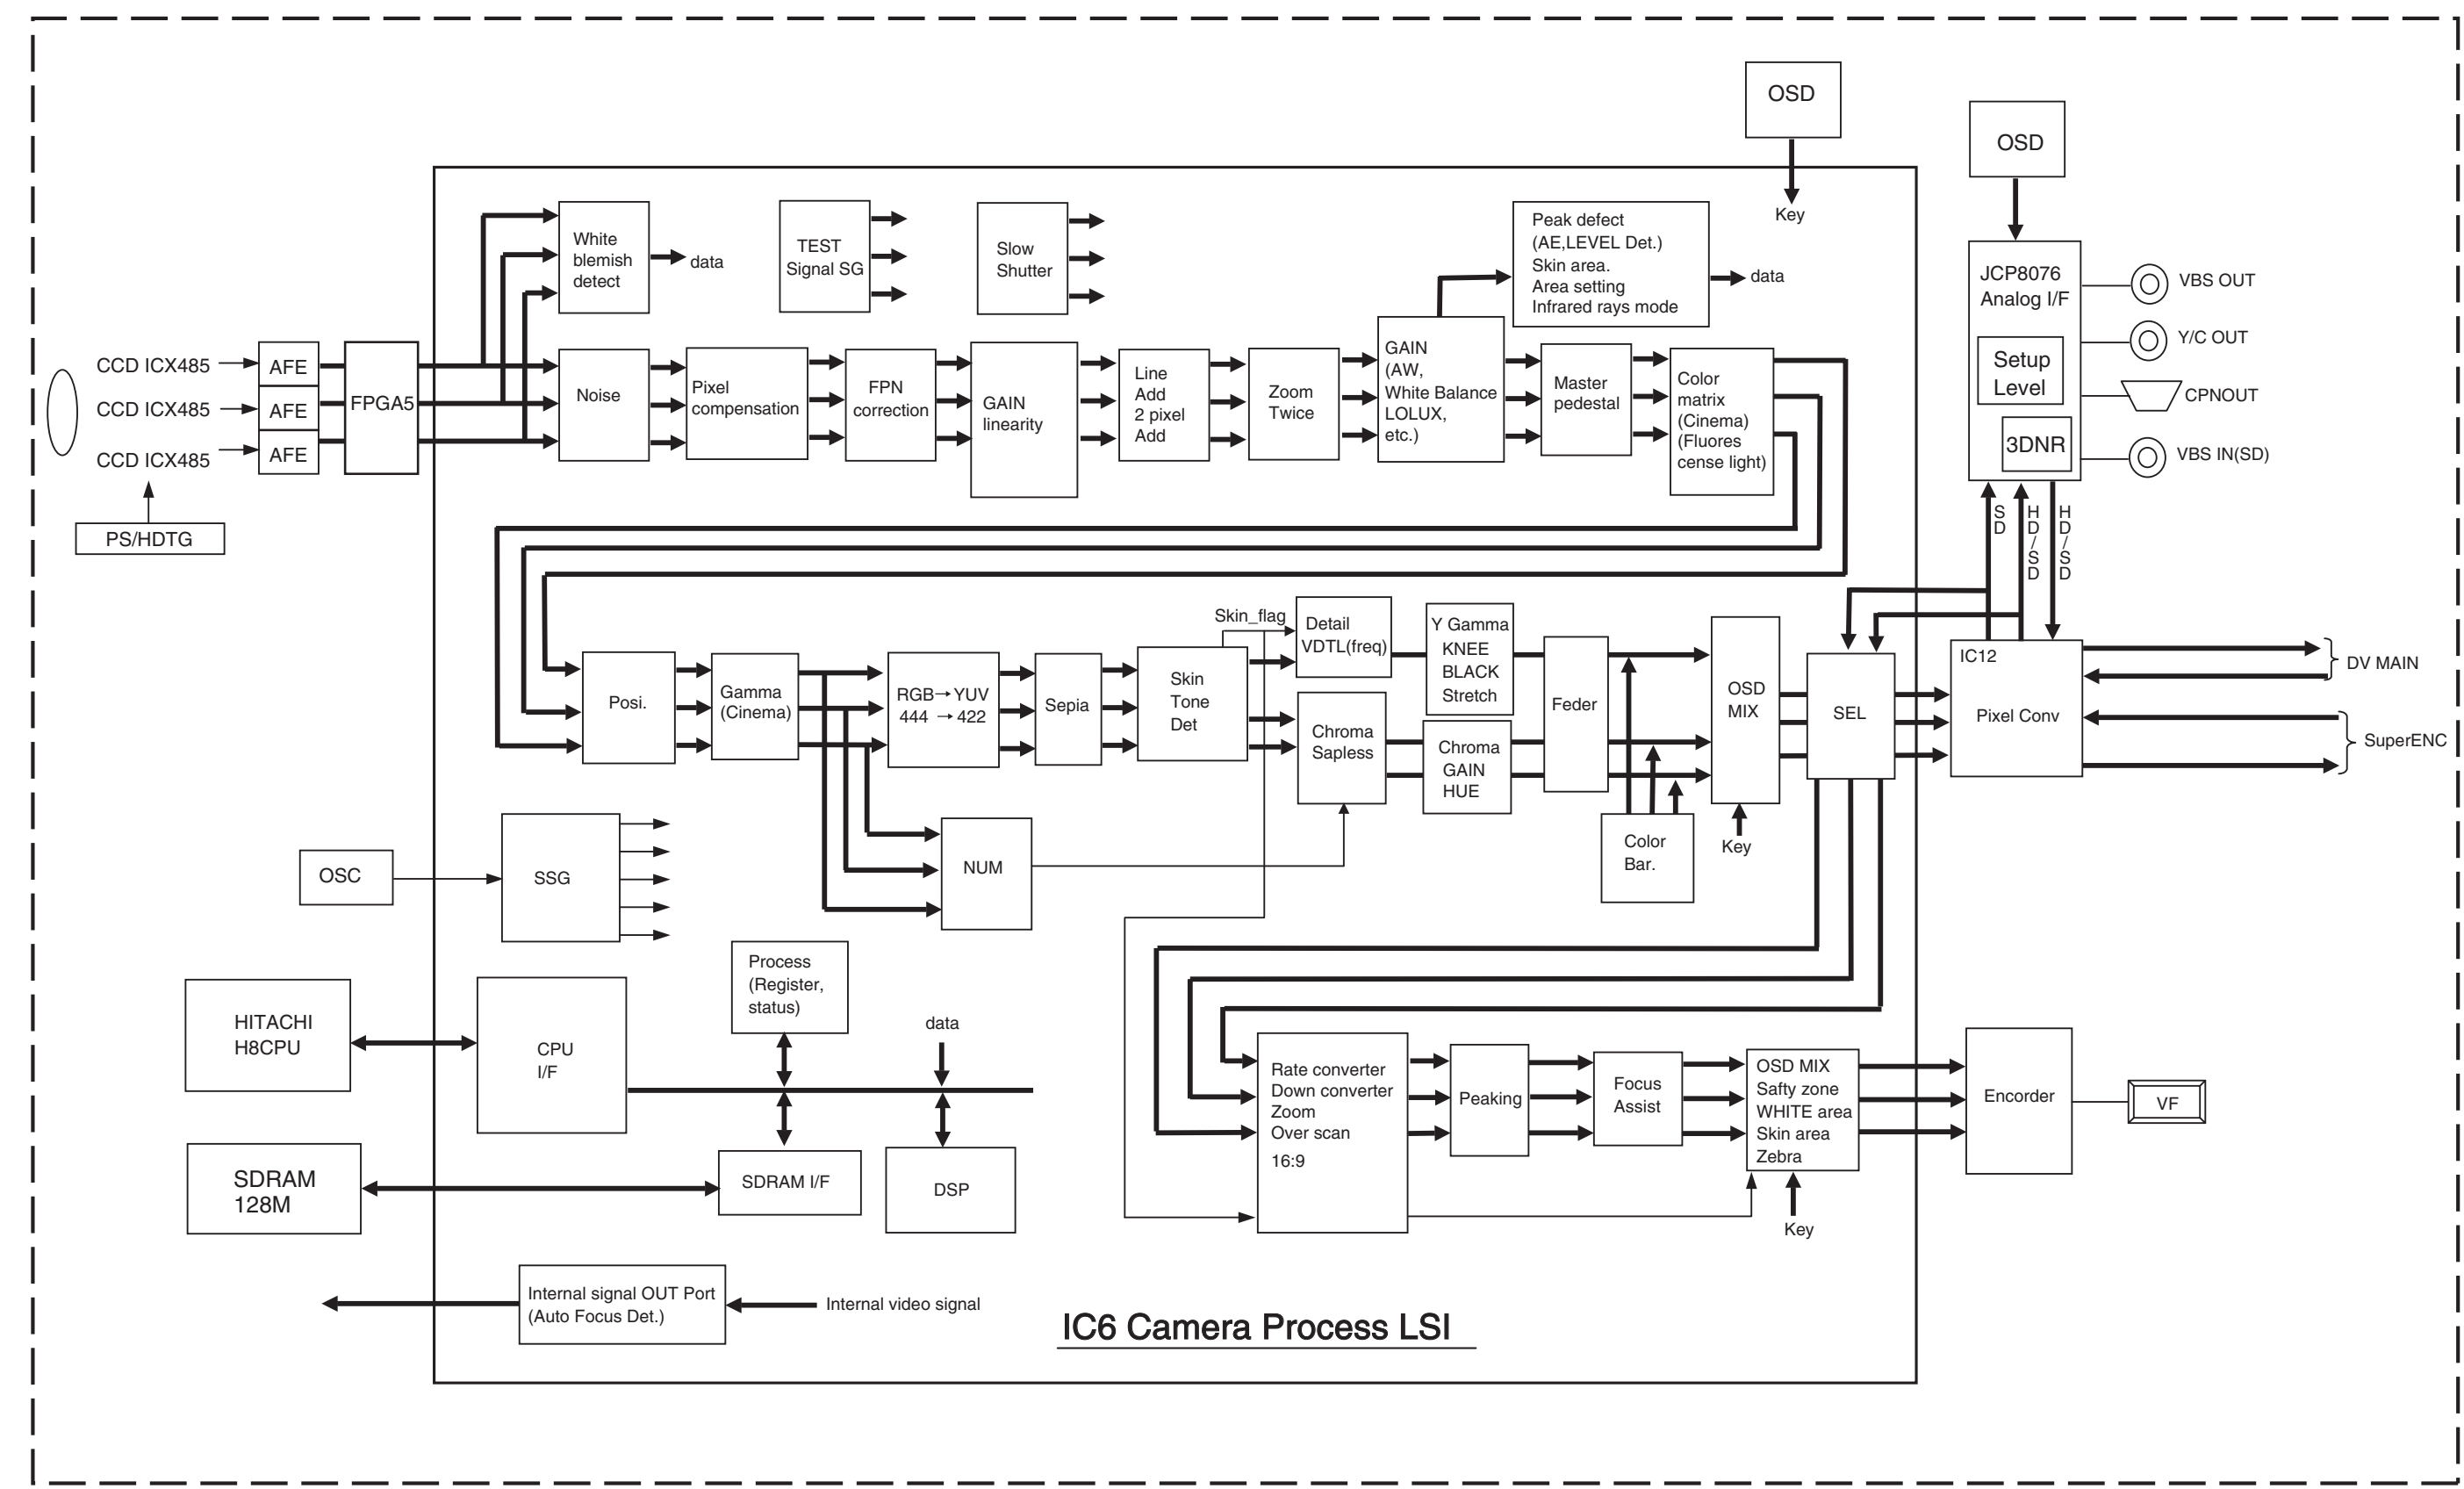 OSD
OSD
Key
White
blemish
detect
data
TEST
Signal SG
Slow
Shutter
Peak defect
(AE,LEVEL Det.)
Skin area.
Area setting
Infrared rays mode
data
JCP8076
Analog I/F
Setup
Level
3DNR
VBS OUT
Y/C OUT
CPNOUT
VBS IN(SD)
CCD ICX485
CCD ICX485
CCD ICX485
AFE
AFE
AFE
FPGA5
PS/HDTG
Noise
Pixel
compensation
FPN
correction
GAIN
linearity
Line
Add
2 pixel
Add
Zoom
Twice
GAIN
(AW,
White Balance
LOLUX,
etc.)
Master
pedestal
Color
matrix
(Cinema)
(Fluores
cense light)
SD
HD/SD
HD/SD
Posi.
Gamma
(Cinema)
RGB→YUV
444 →422
Sepia
Skin
Tone
Det
Skin_flag
Detail
VDTL(freq)
Y Gamma
KNEE
BLACK
Stretch
Chroma
Sapless
Chroma
GAIN
HUE
Feder
OSD
MIX
Key
SEL
IC12
Pixel Conv
DV MAIN
SuperENC
Color
Bar.
OSC
SSG
NUM
HITACHI
H8CPU
CPU
I/F
Process
(Register,
status)
data
SDRAM
128M
SDRAM I/F
DSP
Rate converter
Down converter
Zoom
Over scan
16:9
Peaking
Focus
Assist
OSD MIX
Safty zone
WHITE area
Skin area
Zebra
Key
Encorder
VF
Internal signal OUT Port
(Auto Focus Det.)
Internal video signal
IC6 Camera Process LSI